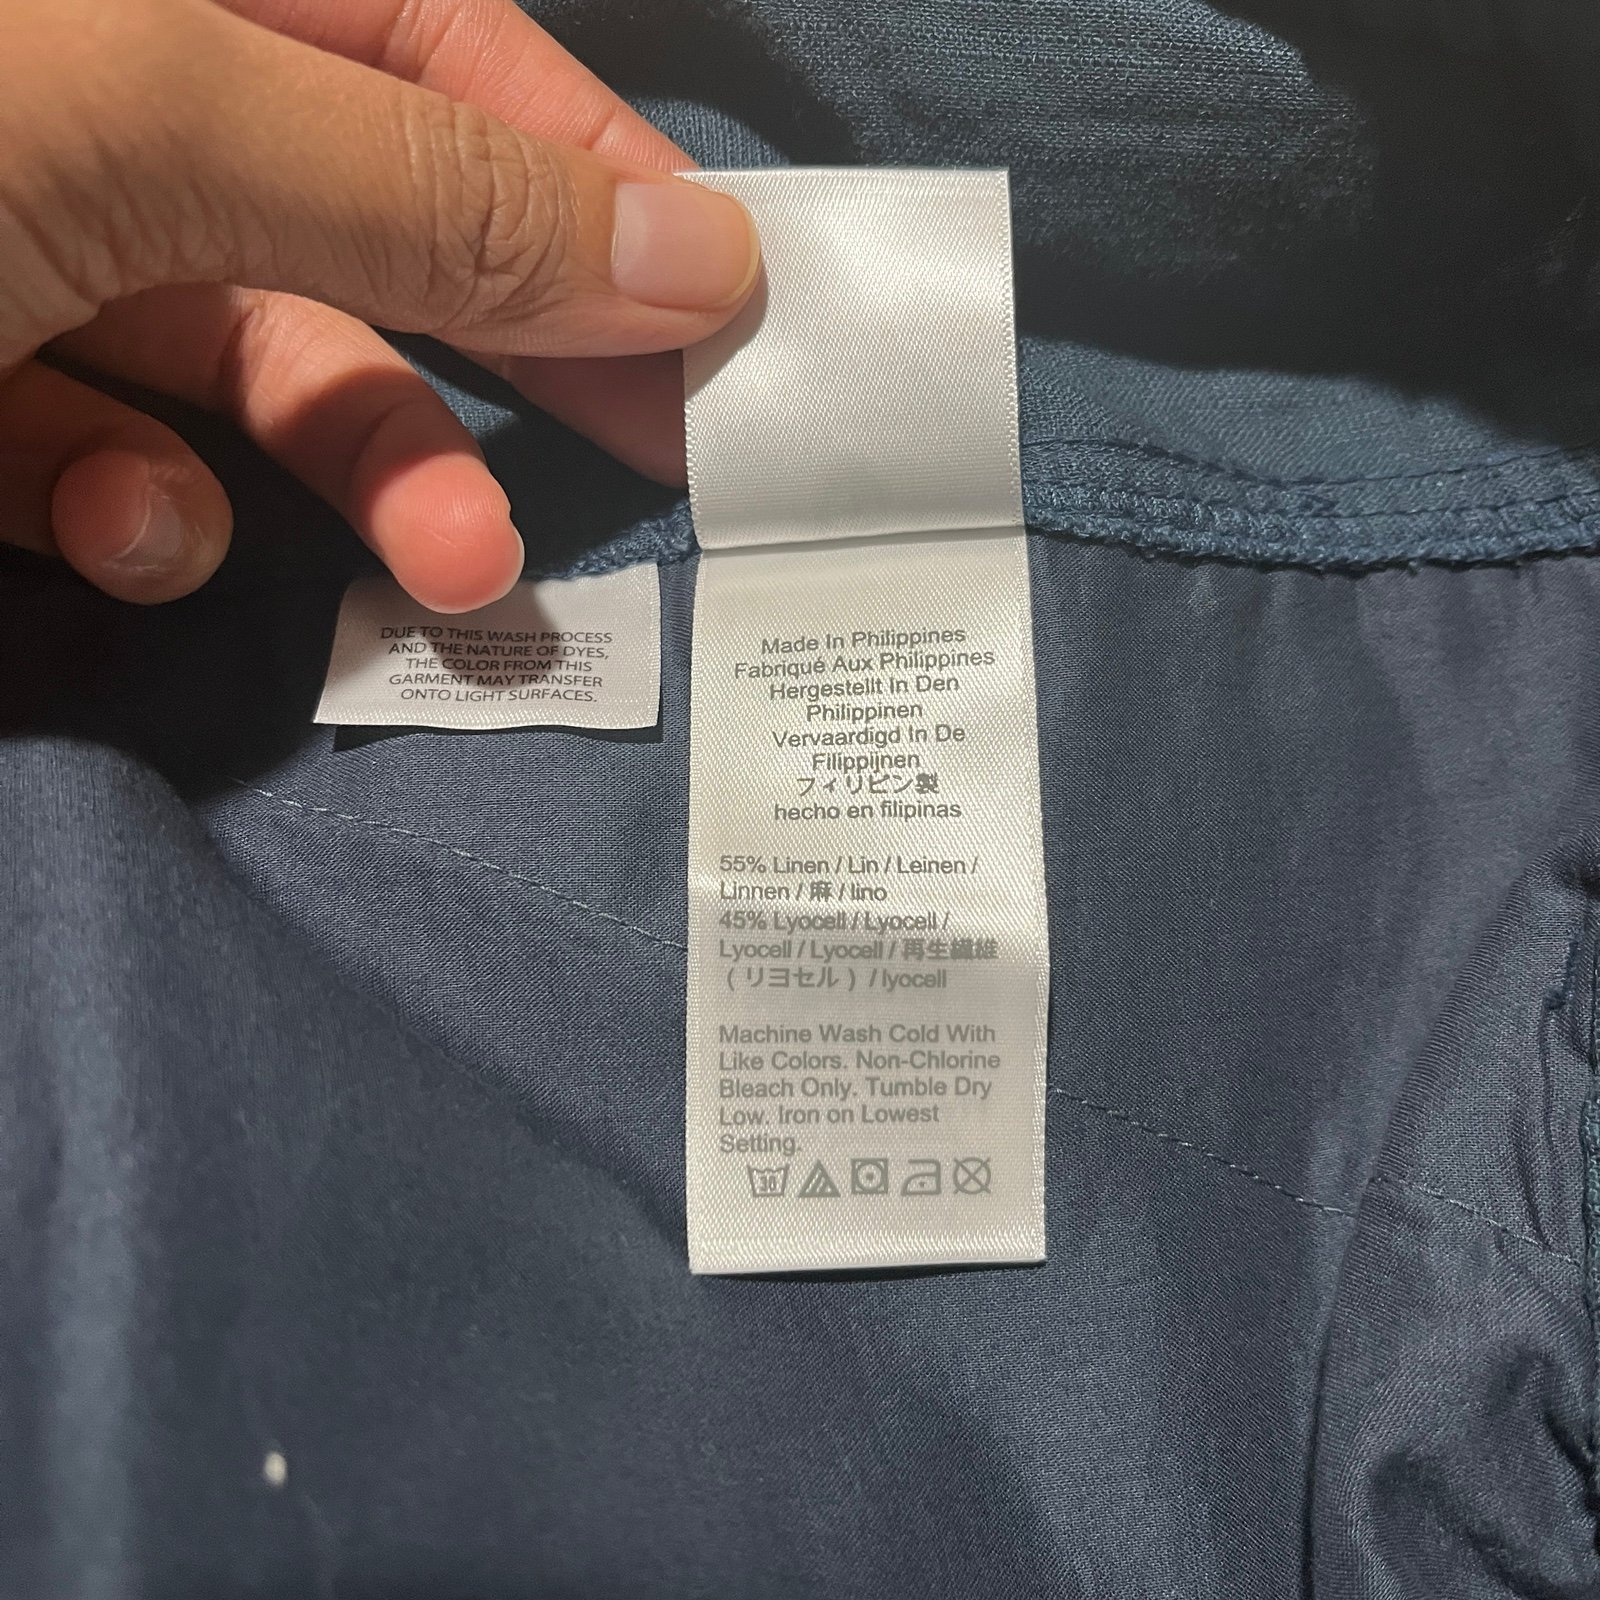 DUE TO THIS WASH PROCESS
AND THE NATURE OF DYES,
THE COLOR FROM THIS
GARMENT MAY TRANSFER
ONTO LIGHT SURFACES.
Made In Philippines
Fabriqué Aux Philippines
Hergestellt In Den
Philippinen
Vervaardigd In De
Filippijnen
フィリピン製
hecho en filipinas
55% Linen / Lin / Leinen /
Linnen / 麻 / lino
45% Lyocell / Lyocell /
Lyocell / Lyocell / 再生繊維
(リヨセル) / lyocell
Machine Wash Cold With
Like Colors. Non-Chlorine
Bleach Only. Tumble Dry
Low. Iron on Lowest
Setting.
30